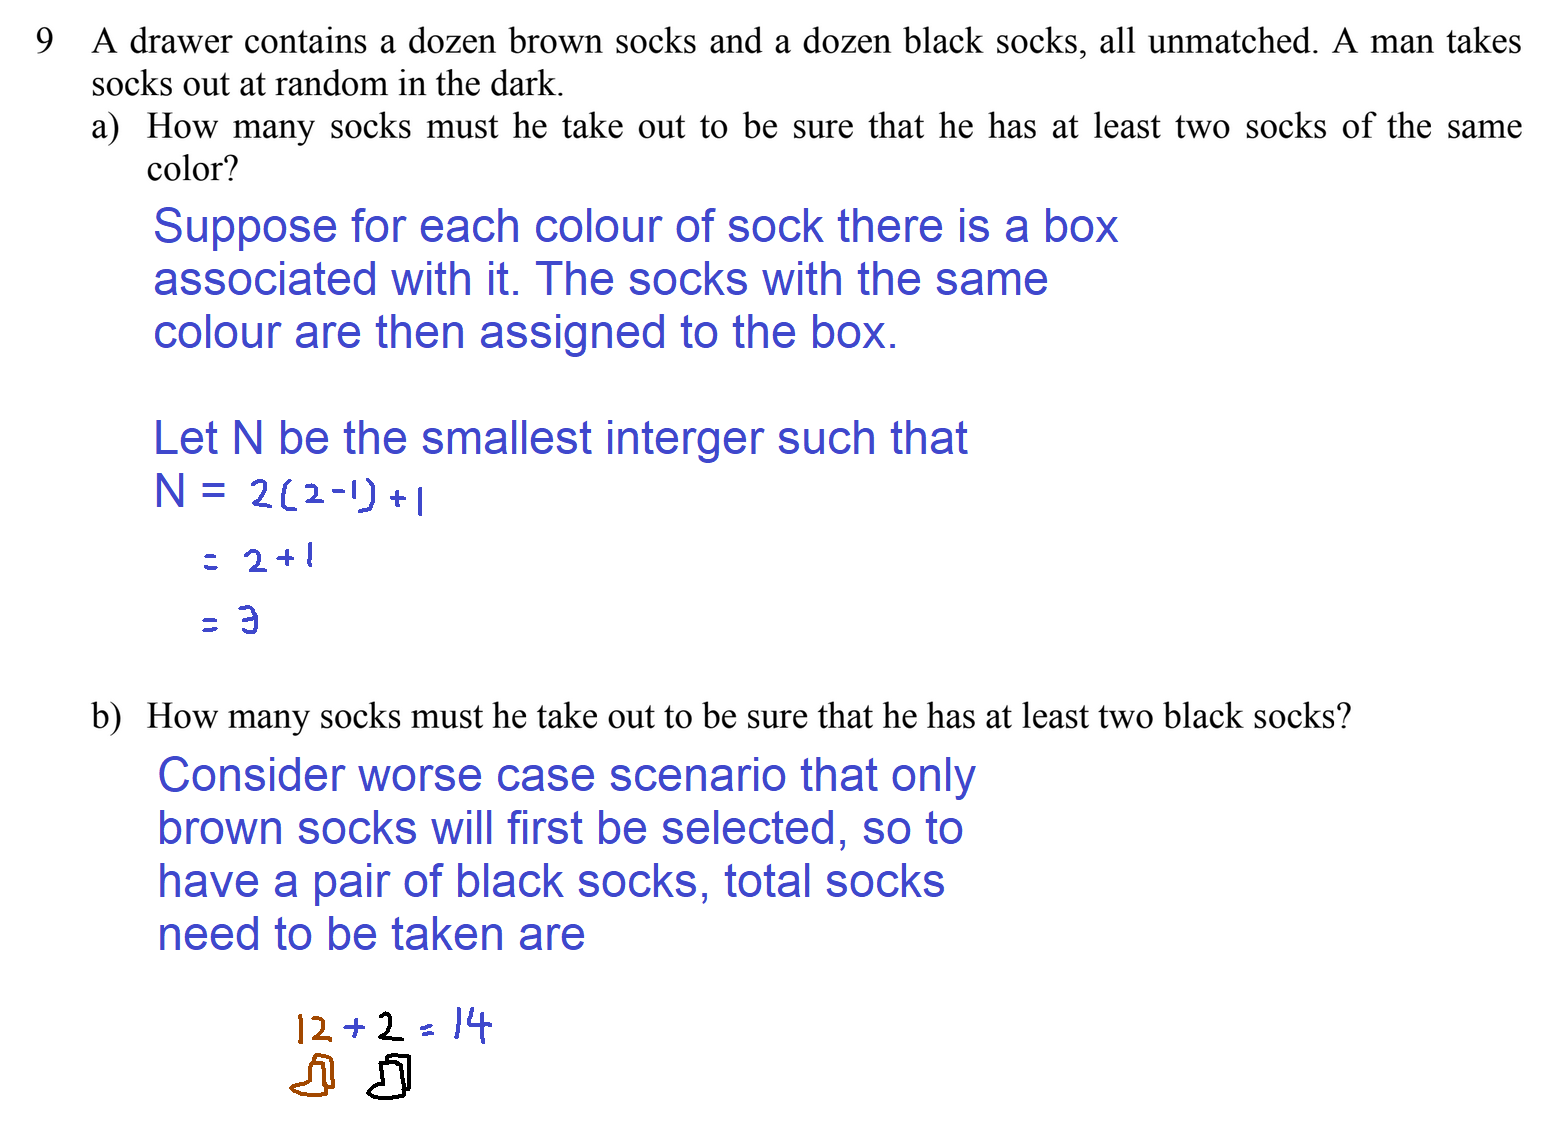 9 A drawer contains a dozen brown socks and a dozen black socks, all unmatched. A man takes
socks out at random in the dark.
a) How many socks must he take out to be sure that he has at least two socks of the same
color?
Suppose for each colour of sock there is a box
associated with it. The socks with the same
colour are then assigned to the box.
Let N be the smallest interger such that
N = 2(2-1)+1
= 2+1
= 3
b) How many socks must he take out to be sure that he has at least two black socks?
Consider worse case scenario that only
brown socks will first be selected, so to
have a pair of black socks, total socks
need to be taken are
12 + 2 = 14